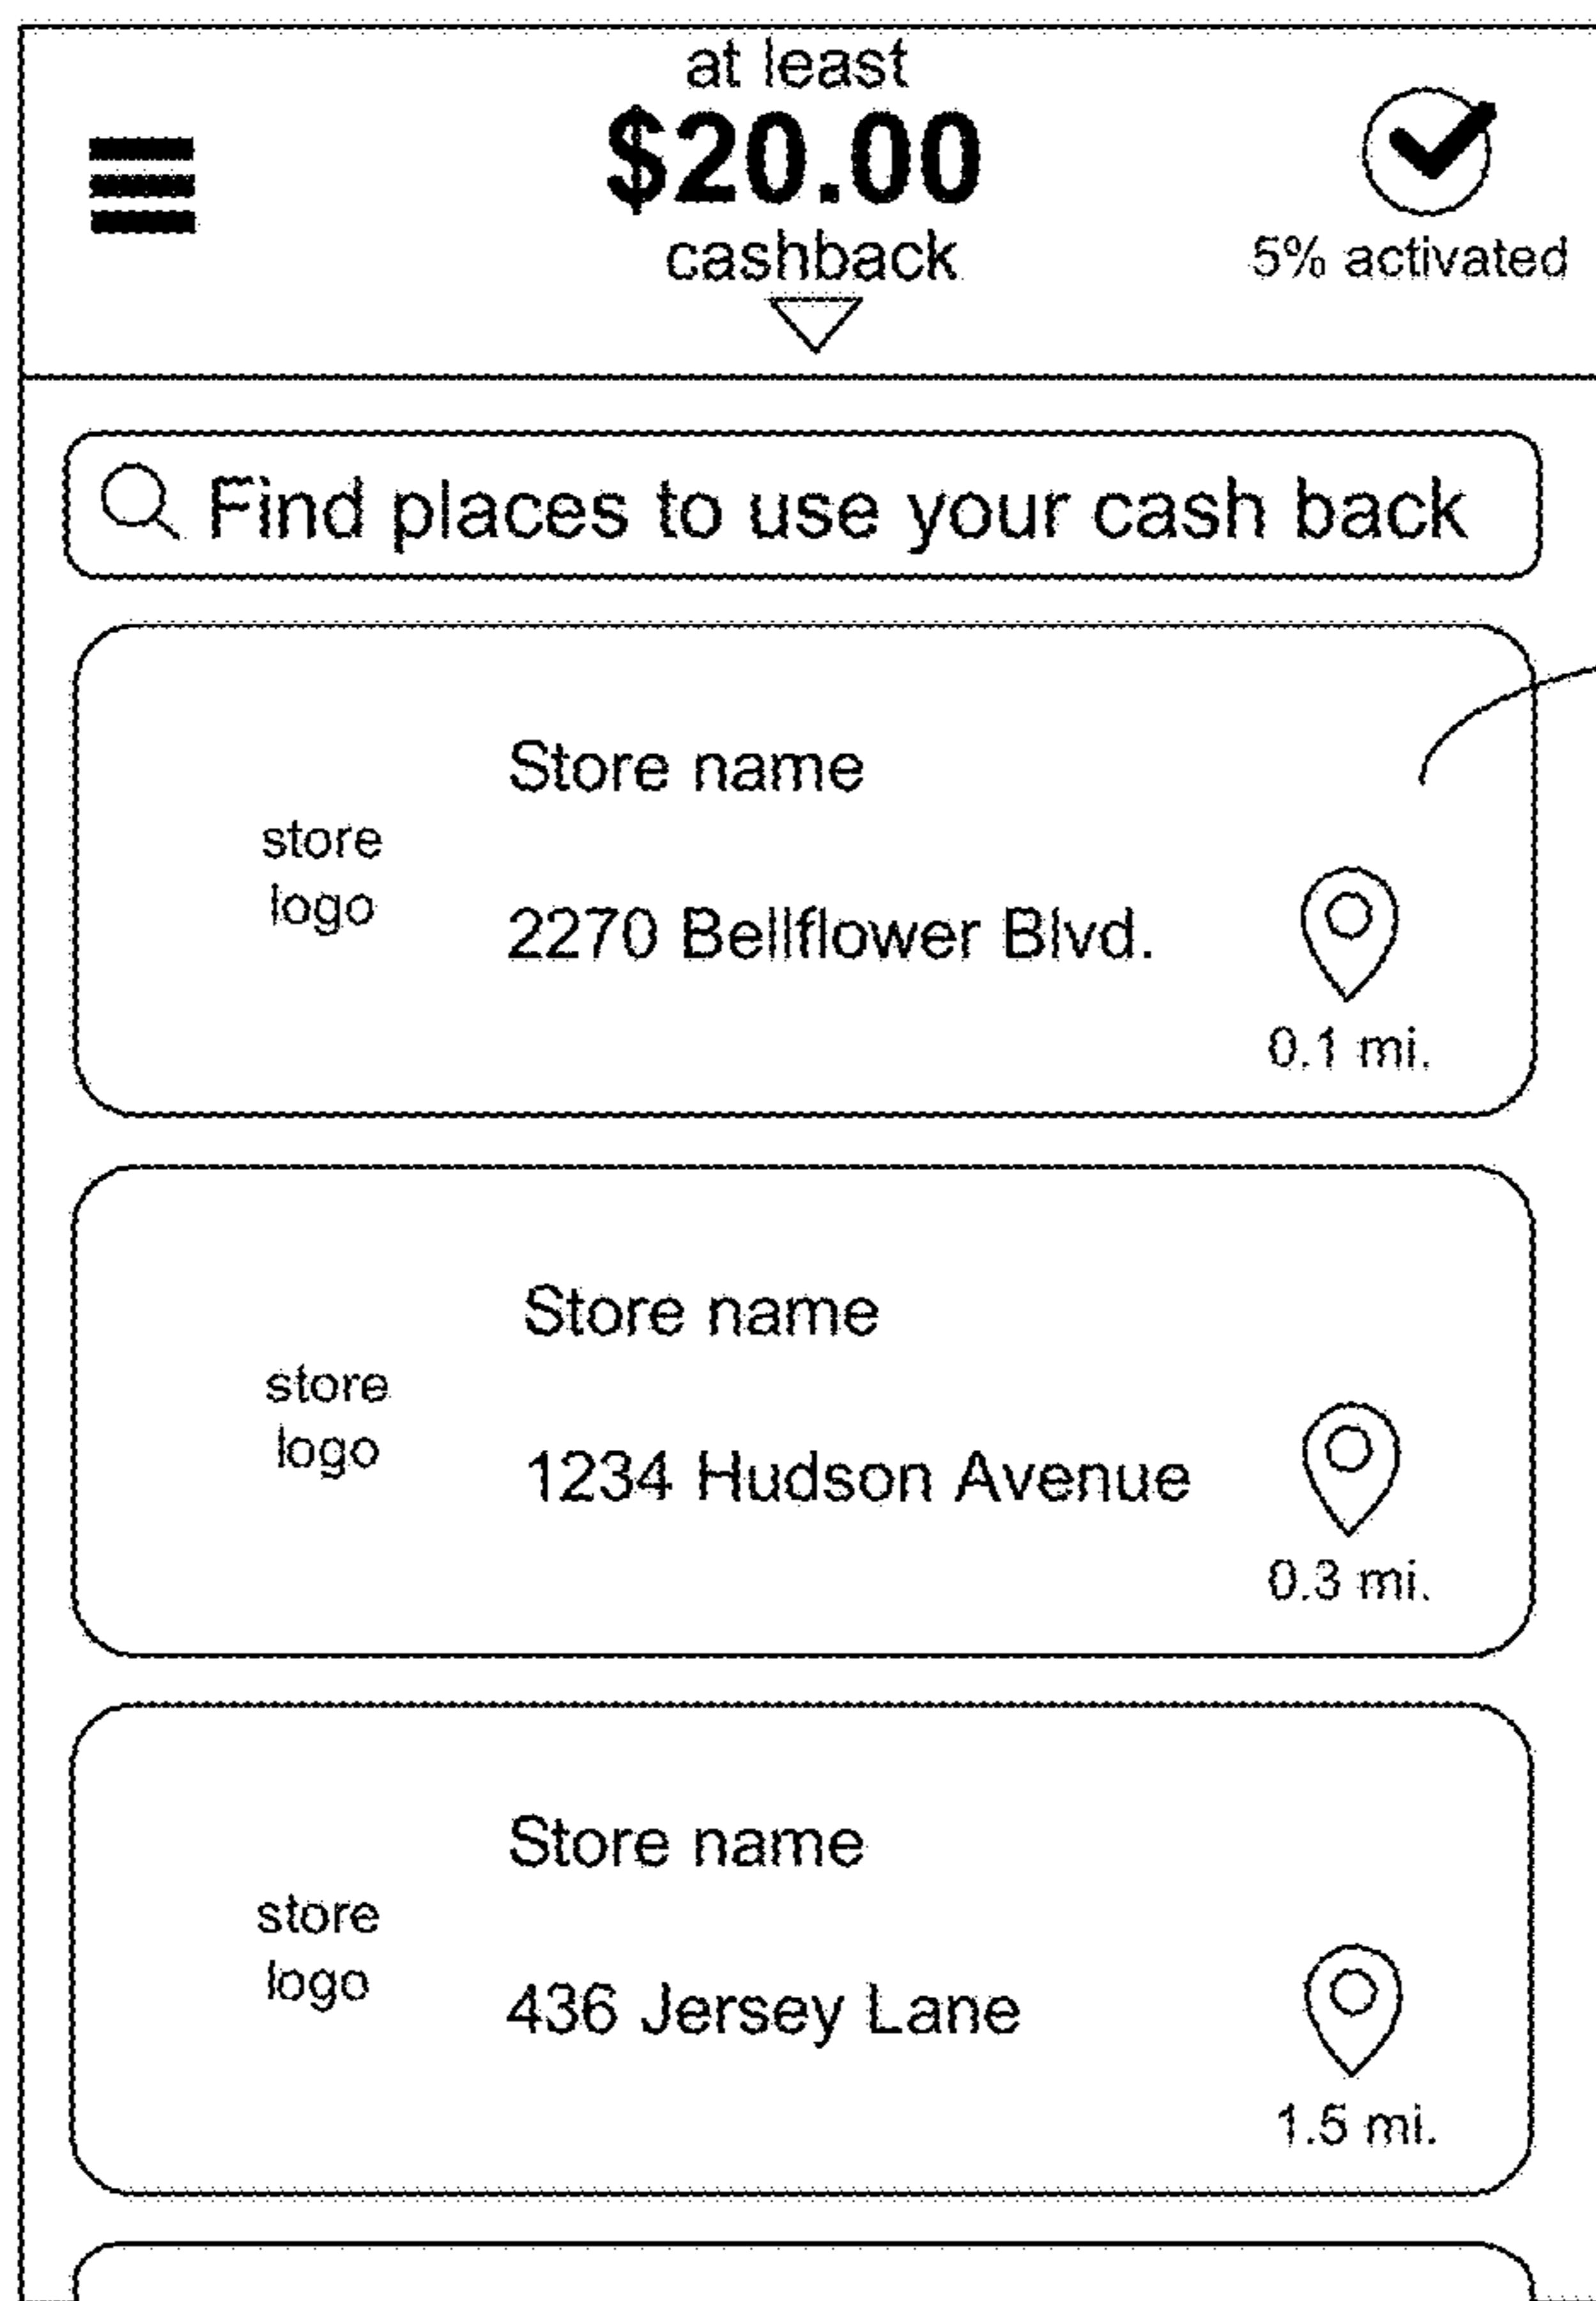 at least
$20.00
cashback
5% activated
Find places to use your cash back
Store name
store
logo
2270 Bellflower Blvd.
0.1 mi.
Store name
store
logo
1234 Hudson Avenue
0.3 mi.
Store name
store
logo
436 Jersey Lane
1.5 mi.